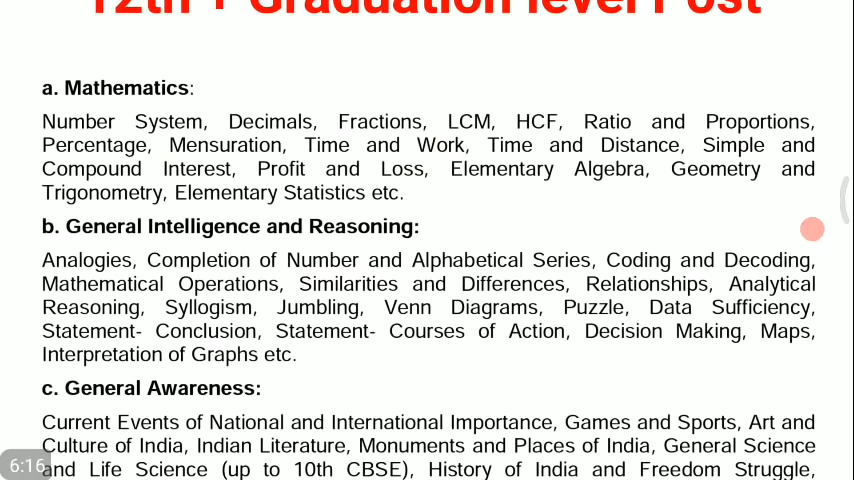 12th + Graduation level Post
a. Mathematics:
Number System, Decimals, Fractions, LCM, HCF, Ratio and Proportions,
Percentage, Mensuration, Time and Work, Time and Distance, Simple and
Compound Interest, Profit and Loss, Elementary Algebra, Geometry and
Trigonometry, Elementary Statistics etc.
b. General Intelligence and Reasoning:
Analogies, Completion of Number and Alphabetical Series, Coding and Decoding,
Mathematical Operations, Similarities and Differences, Relationships, Analytical
Reasoning, Syllogism, Jumbling, Venn Diagrams, Puzzle, Data Sufficiency,
Statement- Conclusion, Statement- Courses of Action, Decision Making, Maps,
Interpretation of Graphs etc.
c. General Awareness:
Current Events of National and International Importance, Games and Sports, Art and
Culture of India, Indian Literature, Monuments and Places of India, General Science
and Life Science (up to 10th CBSE), History of India and Freedom Struggle,
6:16